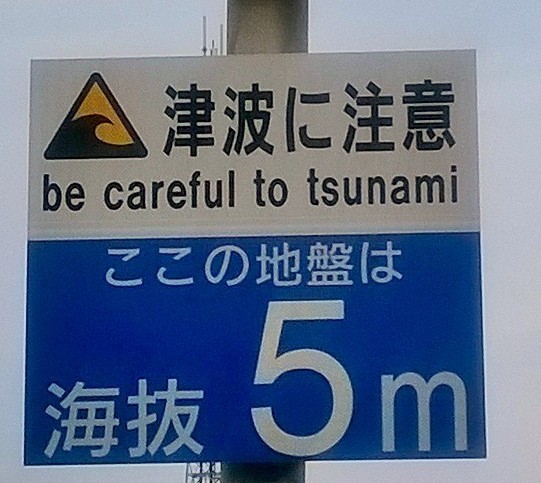 津波に注意
be careful to tsunami
ここの地盤は
海抜 5m